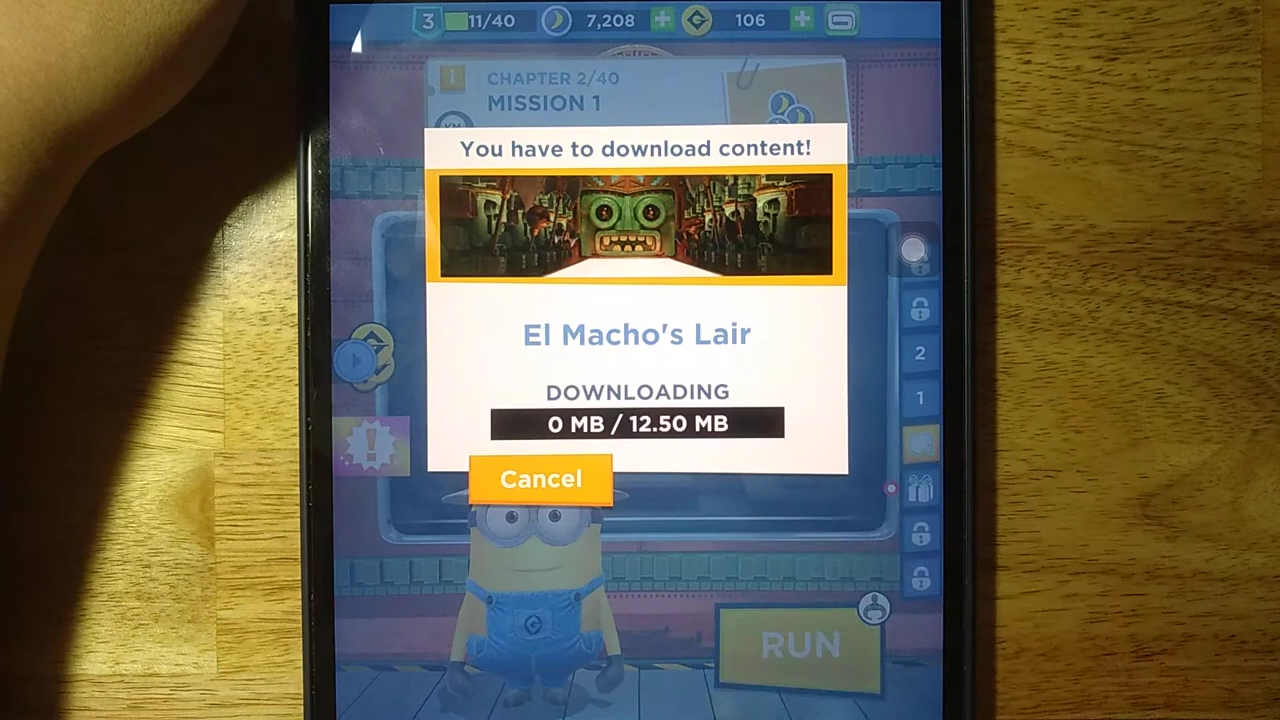 3 11/40 7,208 106
CHAPTER 2/40
MISSION 1
KM
You have to download content!
El Macho's Lair
DOWNLOADING
0 MB / 12.50 MB
Cancel
2
1
RUN